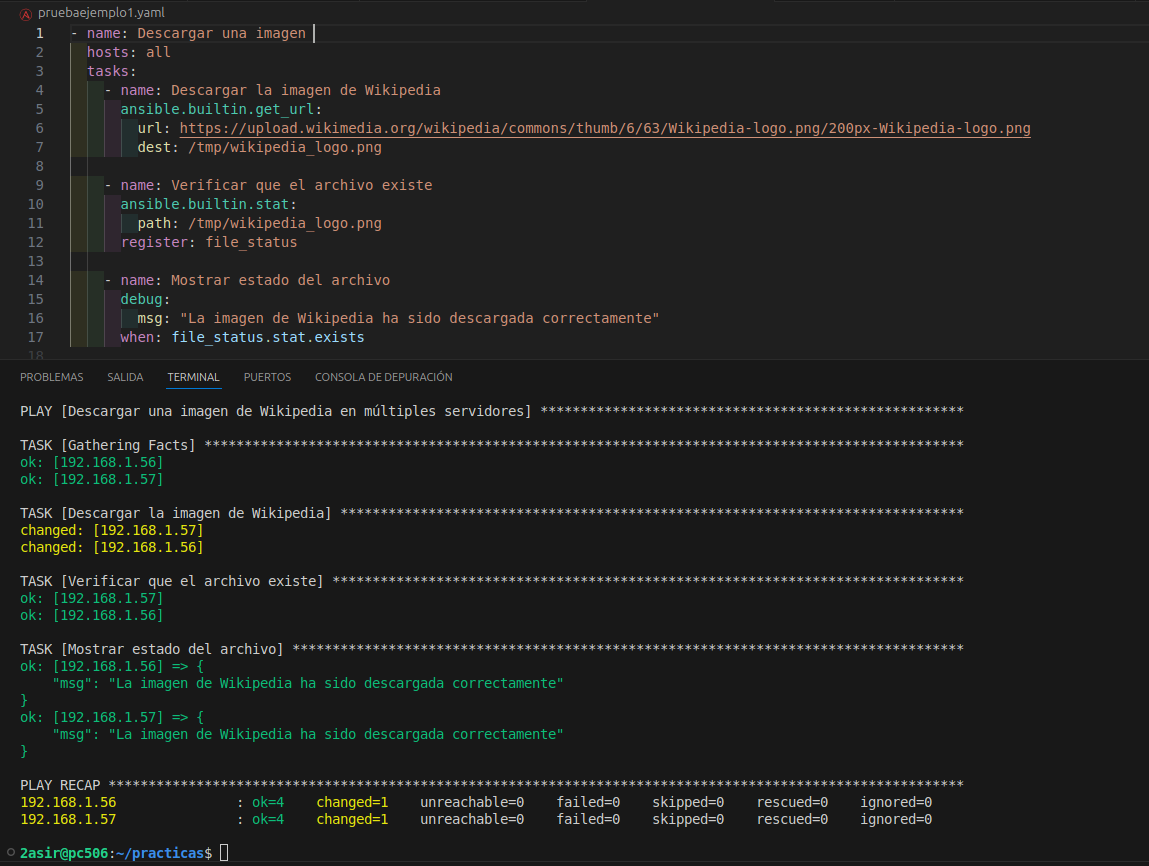 pruebaejemplo1.yaml
1 - name: Descargar una imagen
2 hosts: all
3 tasks:
4 - name: Descargar la imagen de Wikipedia
5 ansible.builtin.get_url:
6 url: https://upload.wikimedia.org/wikipedia/commons/thumb/6/63/Wikipedia-logo.png/200px-Wikipedia-logo.png
7 dest: /tmp/wikipedia_logo.png
8
9 - name: Verificar que el archivo existe
10 ansible.builtin.stat:
11 path: /tmp/wikipedia_logo.png
12 register: file_status
13
14 - name: Mostrar estado del archivo
15 debug:
16 msg: "La imagen de Wikipedia ha sido descargada correctamente"
17 when: file_status.stat.exists
18
PROBLEMAS SALIDA TERMINAL PUERTOS CONSOLA DE DEPURACIÓN
PLAY [Descargar una imagen de Wikipedia en múltiples servidores] *****************************************************
TASK [Gathering Facts] ***********************************************************************************************
ok: [192.168.1.56]
ok: [192.168.1.57]
TASK [Descargar la imagen de Wikipedia] ******************************************************************************
changed: [192.168.1.57]
changed: [192.168.1.56]
TASK [Verificar que el archivo existe] *******************************************************************************
ok: [192.168.1.57]
ok: [192.168.1.56]
TASK [Mostrar estado del archivo] ************************************************************************************
ok: [192.168.1.56] => {
"msg": "La imagen de Wikipedia ha sido descargada correctamente"
}
ok: [192.168.1.57] => {
"msg": "La imagen de Wikipedia ha sido descargada correctamente"
}
PLAY RECAP ***********************************************************************************************************
192.168.1.56 : ok=4 changed=1 unreachable=0 failed=0 skipped=0 rescued=0 ignored=0
192.168.1.57 : ok=4 changed=1 unreachable=0 failed=0 skipped=0 rescued=0 ignored=0
2asir@pc506:~/practicas$